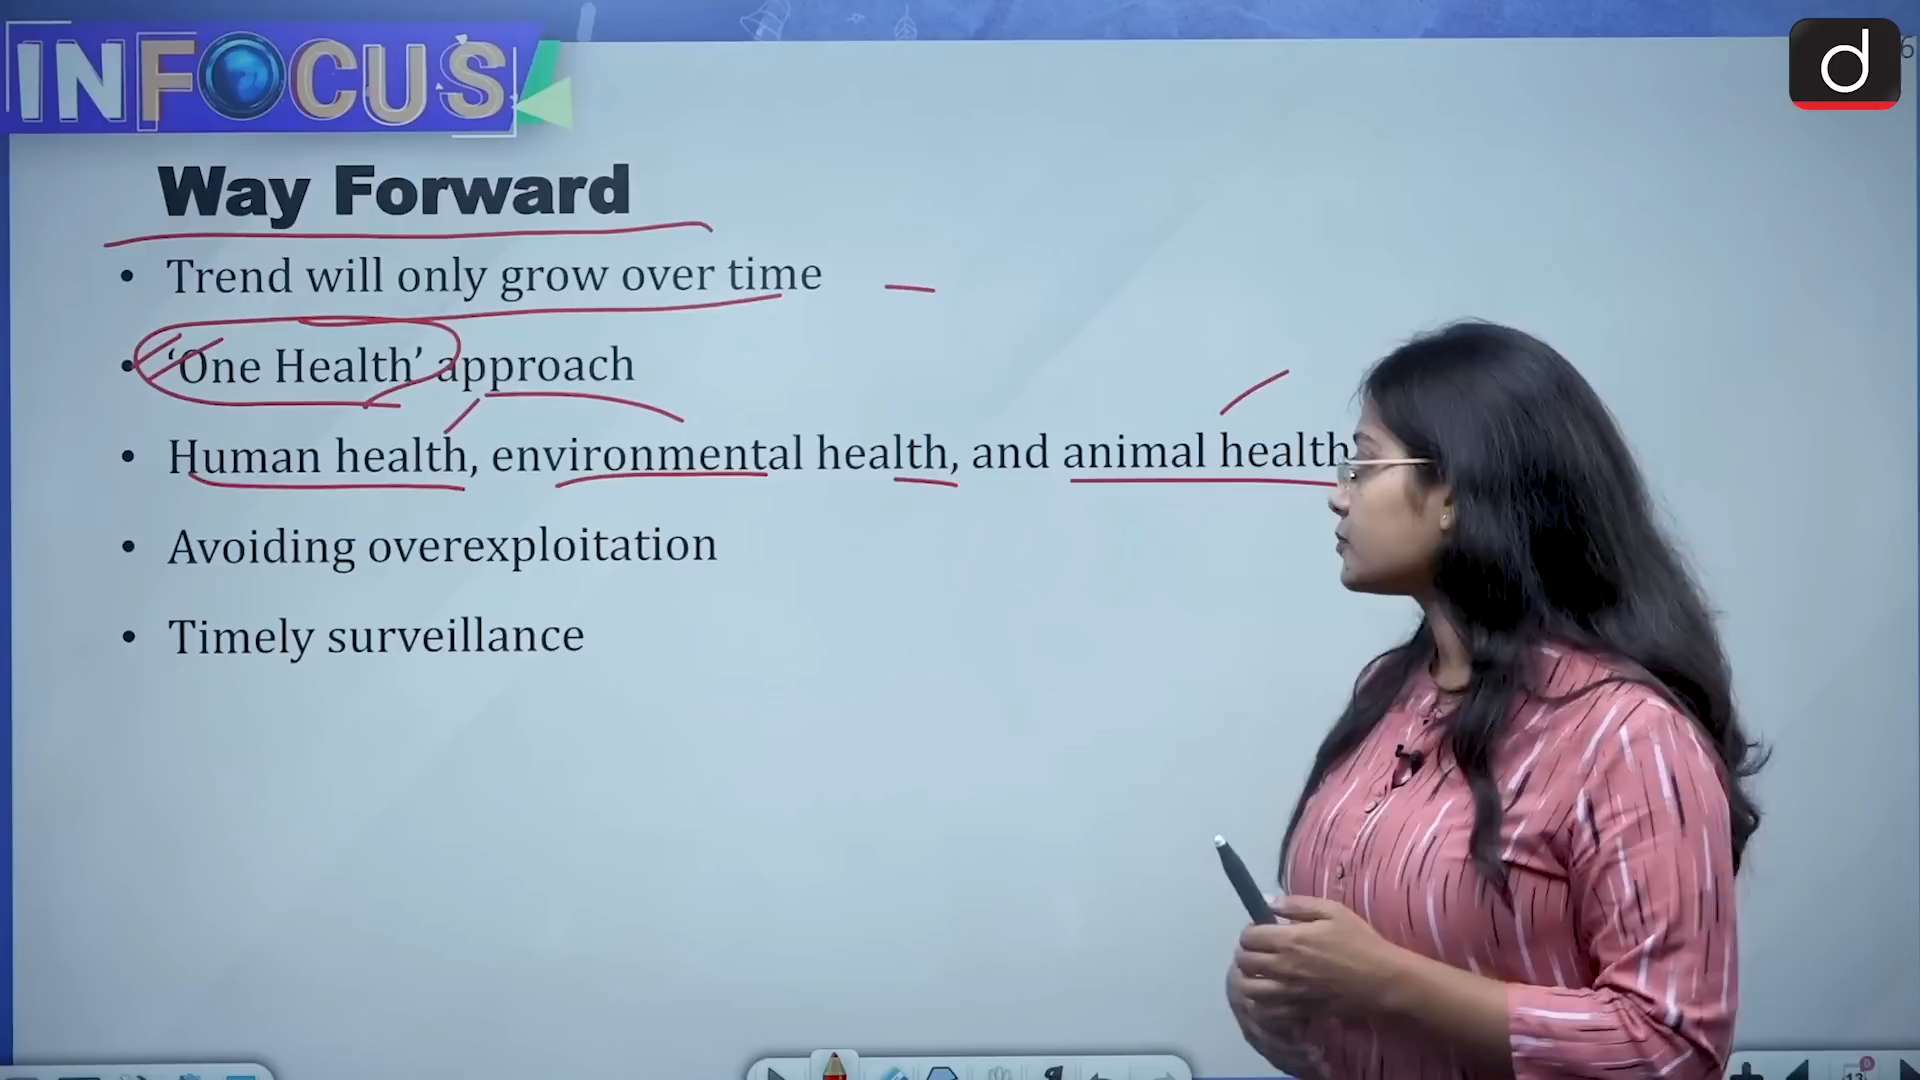 INFOCUS
d
6
Way Forward
• Trend will only grow over time
• ‘One Health’ approach
• Human health, environmental health, and animal health
• Avoiding overexploitation
• Timely surveillance